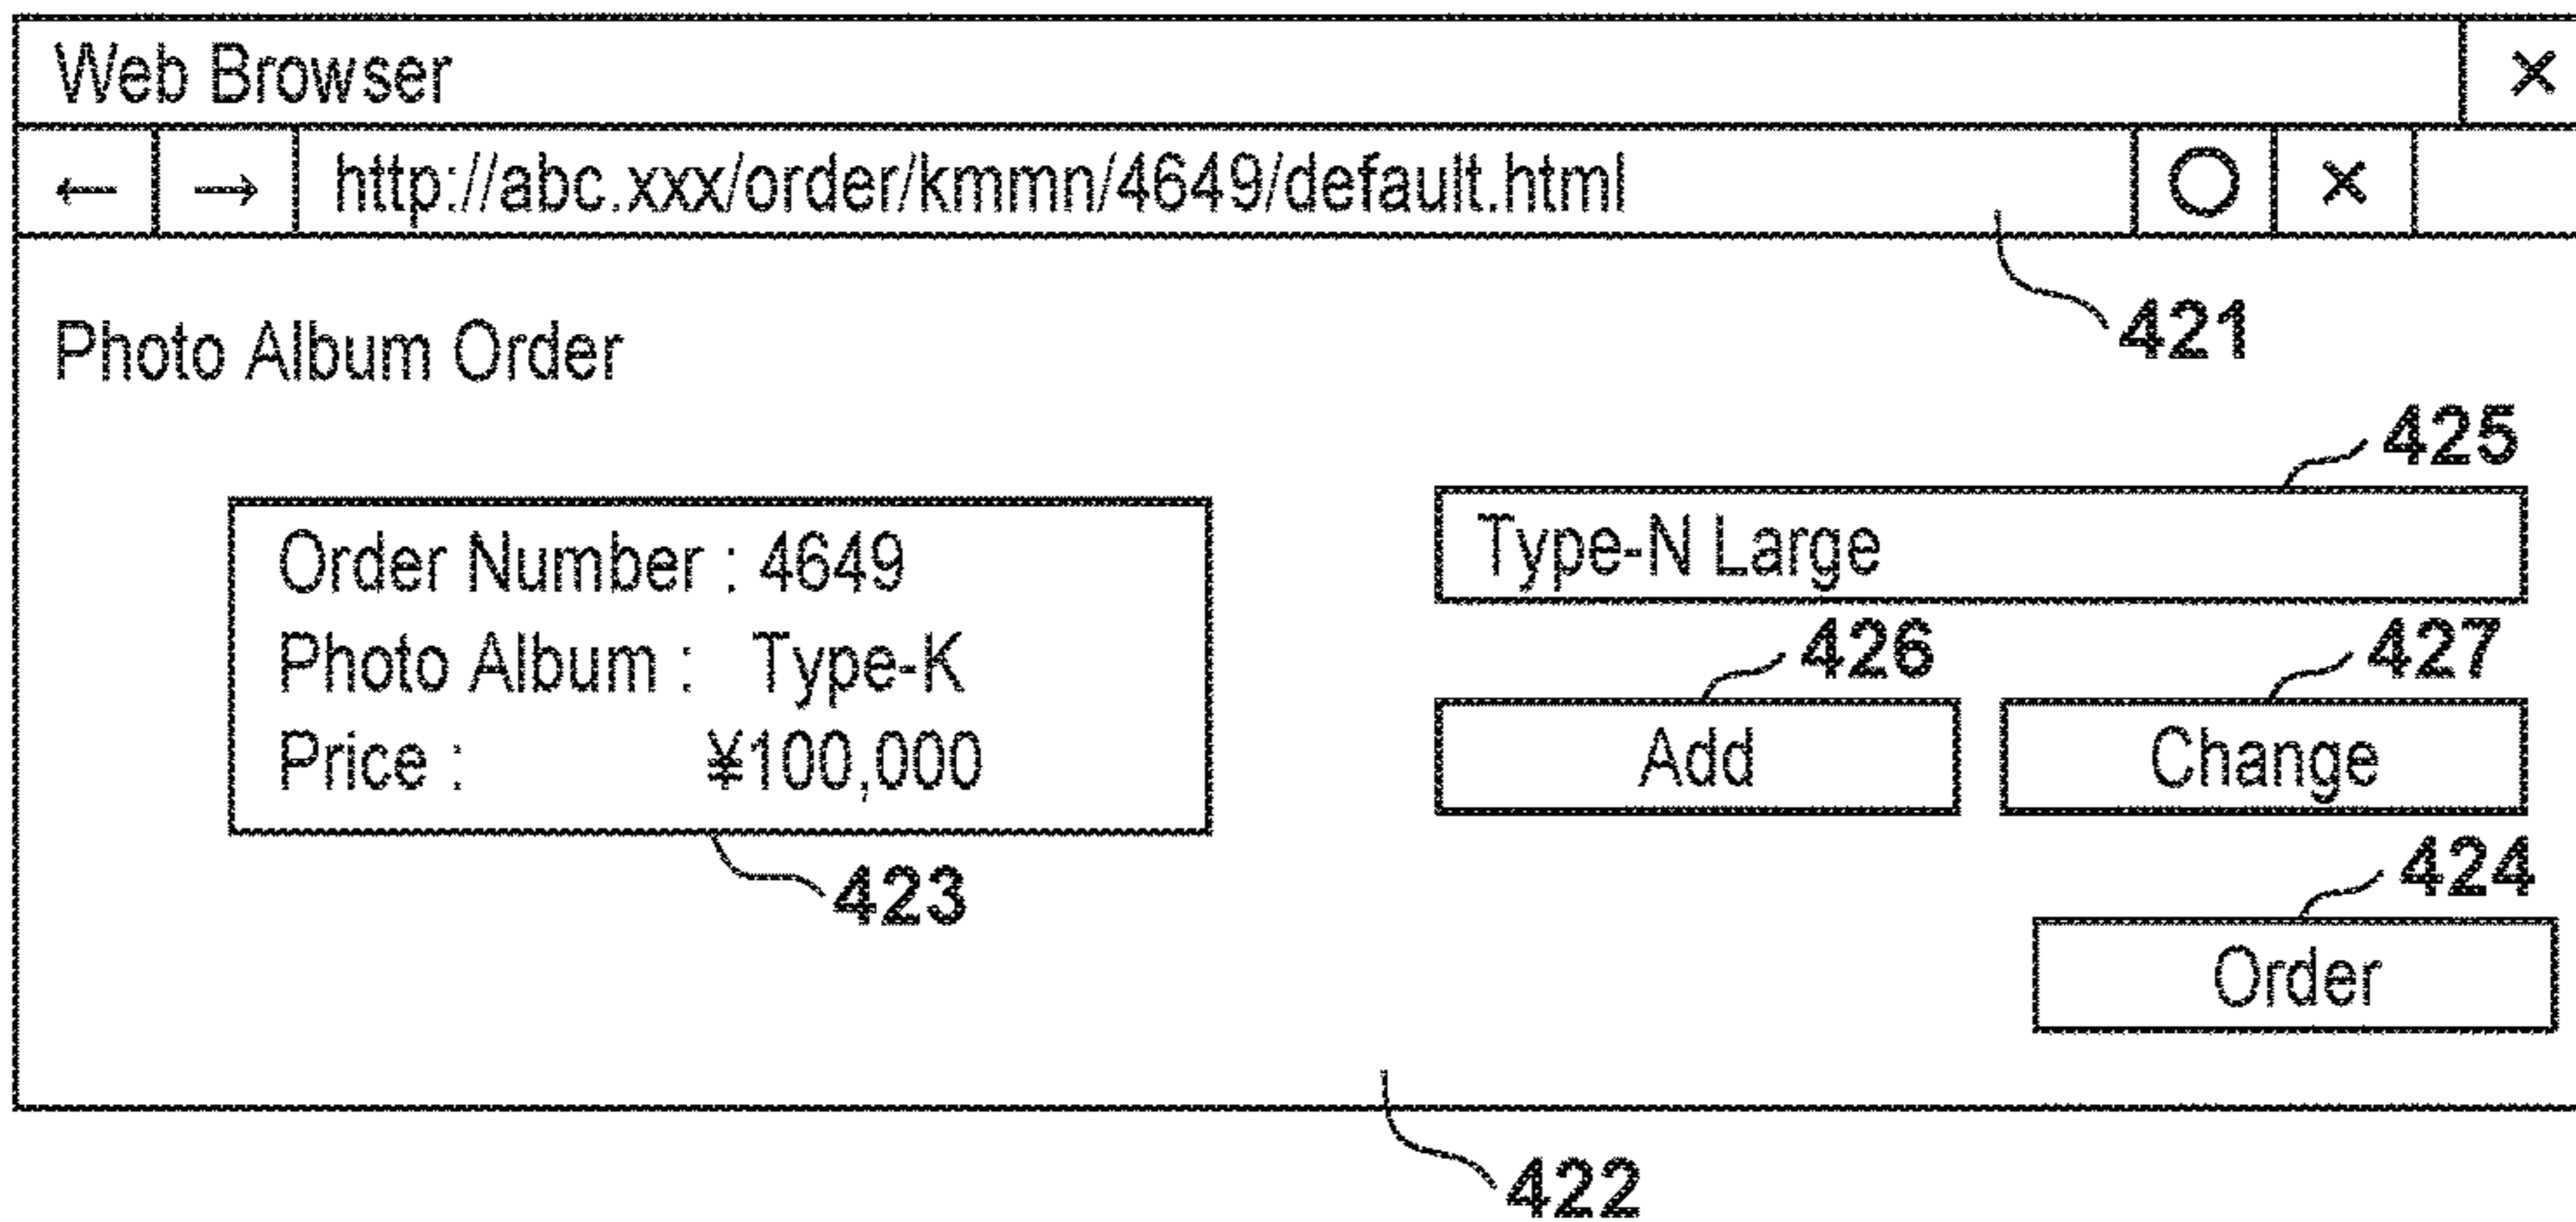 Web Browser ×
← → http://abc.xxx/order/kmmn/4649/default.html ○ ×
421
Photo Album Order
425
Type-N Large
Order Number : 4649
Photo Album : Type-K
Price : ¥100,000
423
426 427
Add Change
424
Order
422